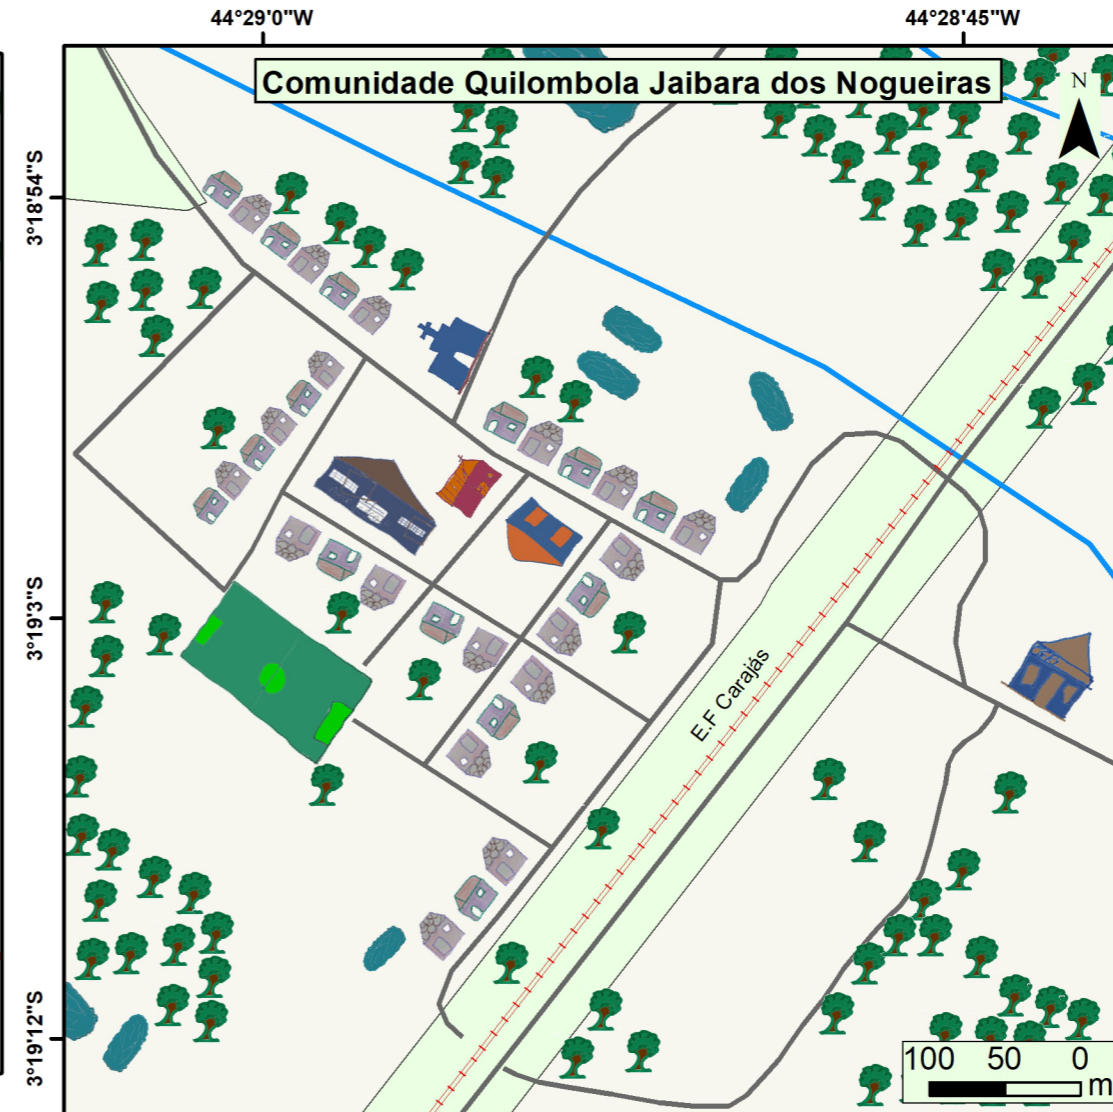 44°29'0"W
44°28'45"W
Comunidade Quilombola Jaibara dos Nogueiras
N
3°18'54"S
3°19'3"S
E.F Carajás
3°19'12"S
100 50 0
m